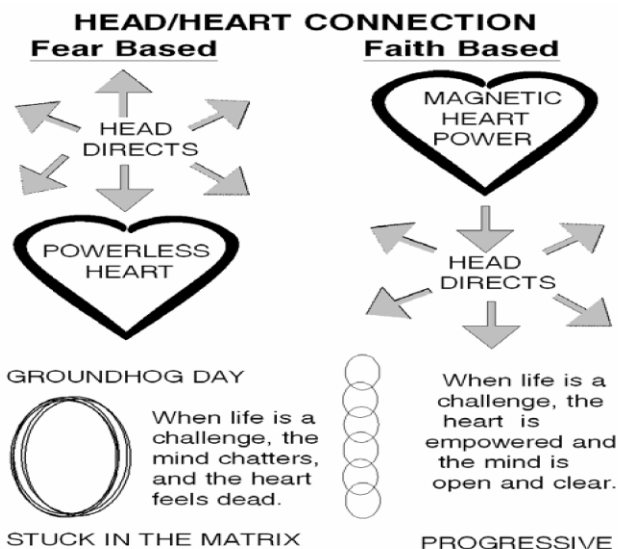 HEAD/HEART CONNECTION
Fear Based
HEAD
DIRECTS
POWERLESS
HEART
GROUNDHOG DAY
When life is a
challenge, the
mind chatters,
and the heart
feels dead.
STUCK IN THE MATRIX
Faith Based
MAGNETIC
HEART
POWER
HEAD
DIRECTS
When life is a
challenge, the
heart is
empowered and
the mind is
open and clear.
PROGRESSIVE